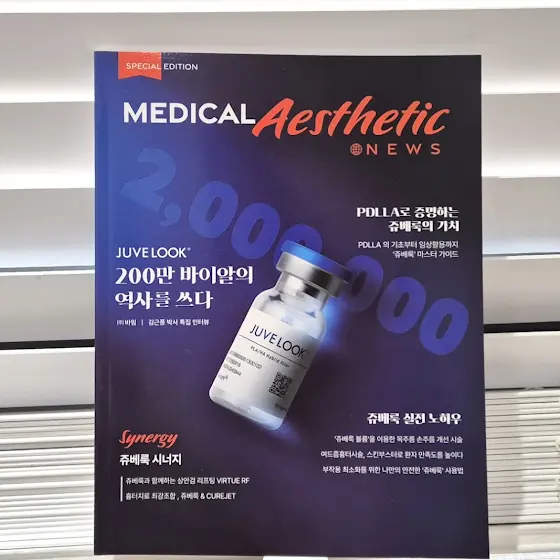 SPECIAL EDITION
MEDICAL Aesthetic
NEWS
2,000,000
PDLLA로 증명하는
쥬베룩의 가치
PDLLA 의 기초부터 임상활용까지
'쥬베룩' 마스터 가이드
JUVELOOK®
200만 바이알의
역사를 쓰다
㈜ 바임 | 김근풍 박사 특집 인터뷰
JUVELOOK
쥬베룩 실전 노하우
'쥬베룩 볼륨'을 이용한 목주름 손주름 개선 시술
여드름흉터시술, 스킨부스터로 환자 만족도를 높이다
부작용 최소화를 위한 나만의 안전한 '쥬베룩' 사용법
Synergy
쥬베룩 시너지
쥬베룩과 함께하는 상안검 리프팅 VIRTUE RF
흉터치료 최강조합, 쥬베룩 & CUREJET